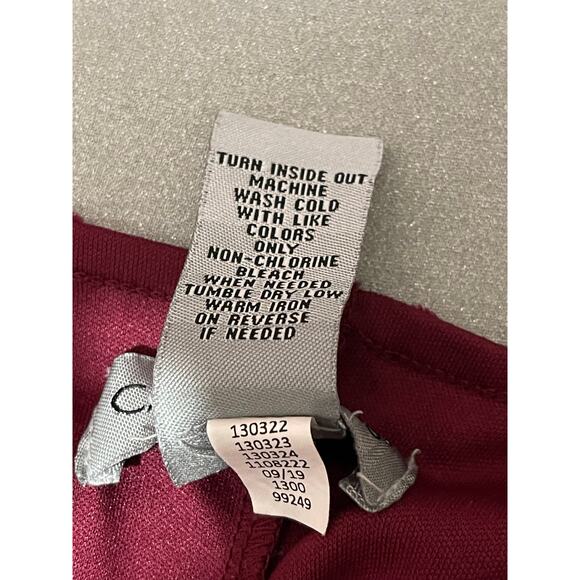 TURN INSIDE OUT
MACHINE
WASH COLD
WITH LIKE
COLORS
ONLY
NON-CHLORINE
BLEACH
WHEN NEEDED
TUMBLE DRY LOW
WARM IRON
ON REVERSE
IF NEEDED
130322
130323
130324
1108222
09/19
1300
99249